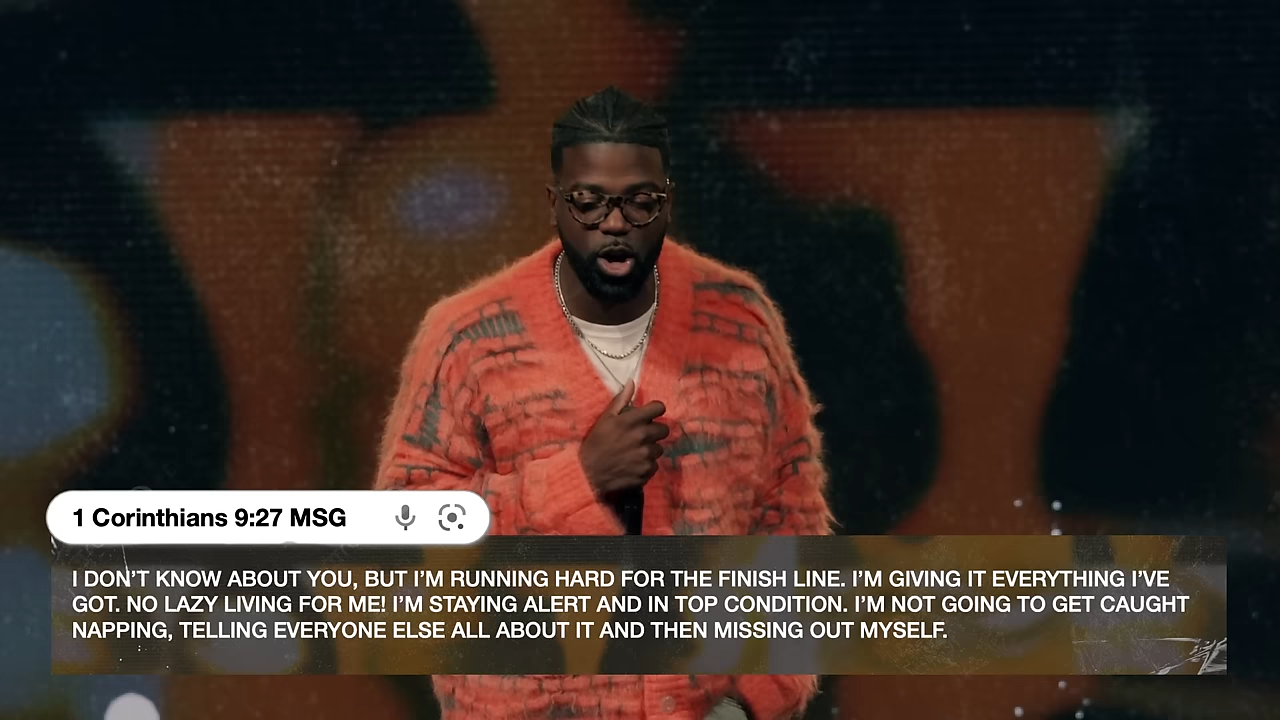 1 Corinthians 9:27 MSG
I DON'T KNOW ABOUT YOU, BUT I'M RUNNING HARD FOR THE FINISH LINE. I'M GIVING IT EVERYTHING I'VE
GOT. NO LAZY LIVING FOR ME! I'M STAYING ALERT AND IN TOP CONDITION. I'M NOT GOING TO GET CAUGHT
NAPPING, TELLING EVERYONE ELSE ALL ABOUT IT AND THEN MISSING OUT MYSELF.